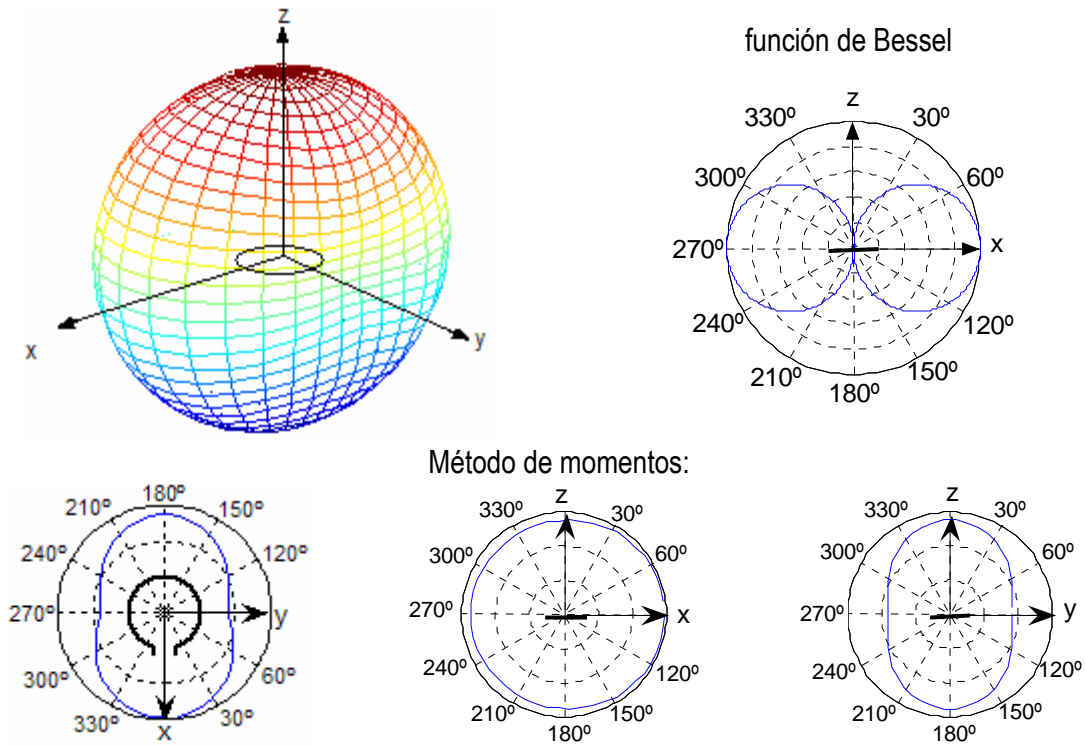 z
x
y
función de Bessel
z
330º 30º
300º 60º
270º x
240º 120º
210º 150º
180º
Método de momentos:
180º
210º 150º
240º 120º
270º y
300º 60º
330º 30º
x
z
330º 30º
300º 60º
270º x
240º 120º
210º 150º
180º
z
330º 30º
300º 60º
270º y
240º 120º
210º 150º
180º